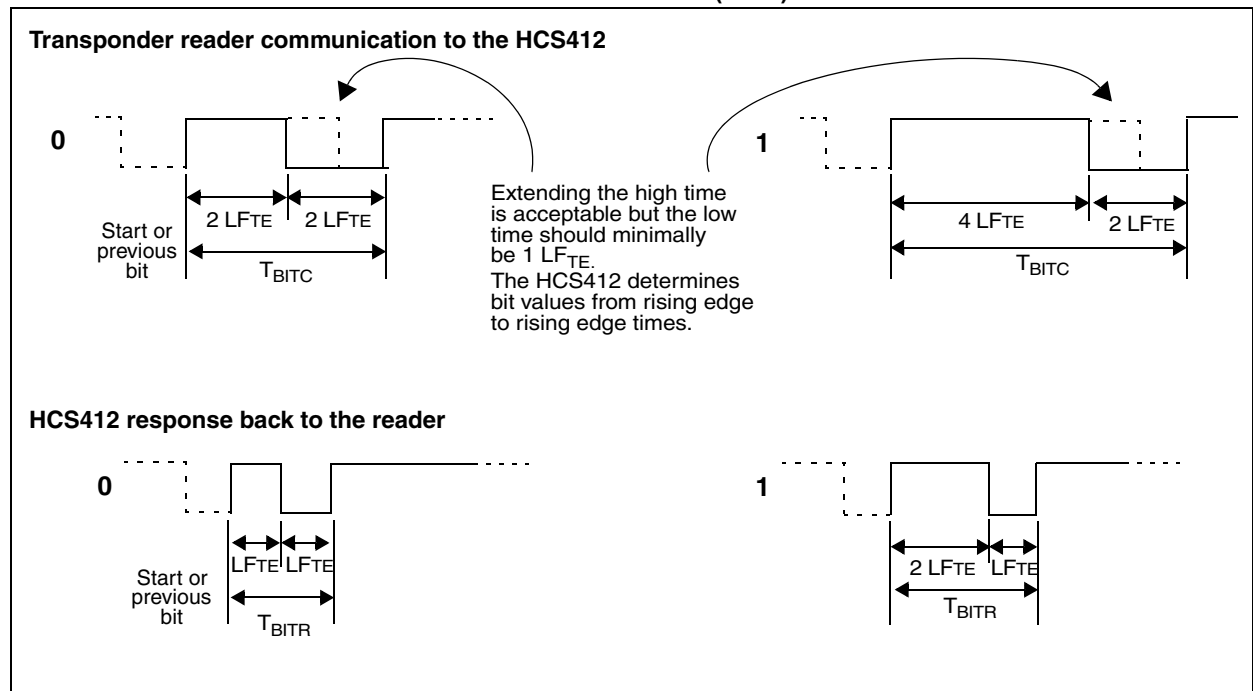 Transponder reader communication to the HCS412
0
2 LFTE
2 LFTE
Start or
previous
bit
TBITC
Extending the high time
is acceptable but the low
time should minimally
be 1 LFTE.
The HCS412 determines
bit values from rising edge
to rising edge times.
1
4 LFTE
2 LFTE
TBITC
HCS412 response back to the reader
0
LFTE
LFTE
Start or
previous
bit
TBITR
1
2 LFTE
LFTE
TBITR